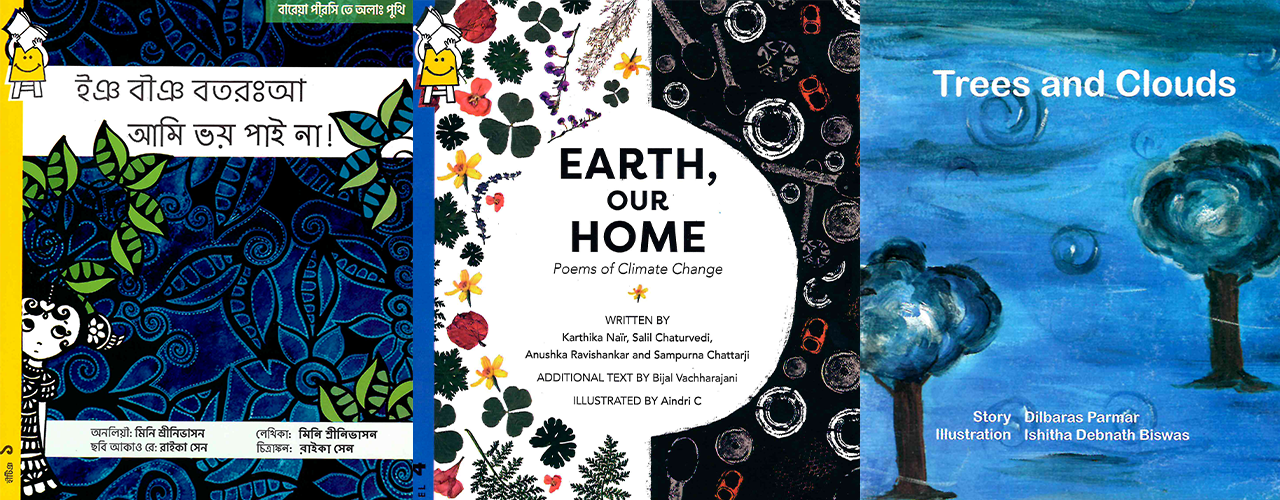 বারেয়া পারসি তে অলাঃ পুথি
ইঞ বাঁঞ বতরঃআ
আমি ভয় পাই না!
অনলিয়া: মিনি শ্রীনিভাসন
ছবি আকাও রে: রাইকা সেন
লেখিকা: মিনি শ্রীনিভাসন
চিত্রাঙ্কন: রাইকা সেন
EARTH,
OUR
HOME
Poems of Climate Change
WRITTEN BY
Karthika Naïr, Salil Chaturvedi,
Anushka Ravishankar and Sampurna Chattarji
ADDITIONAL TEXT BY Bijal Vachharajani
ILLUSTRATED BY Aindri C
Trees and Clouds
Story Dilbaras Parmar
Illustration Ishitha Debnath Biswas